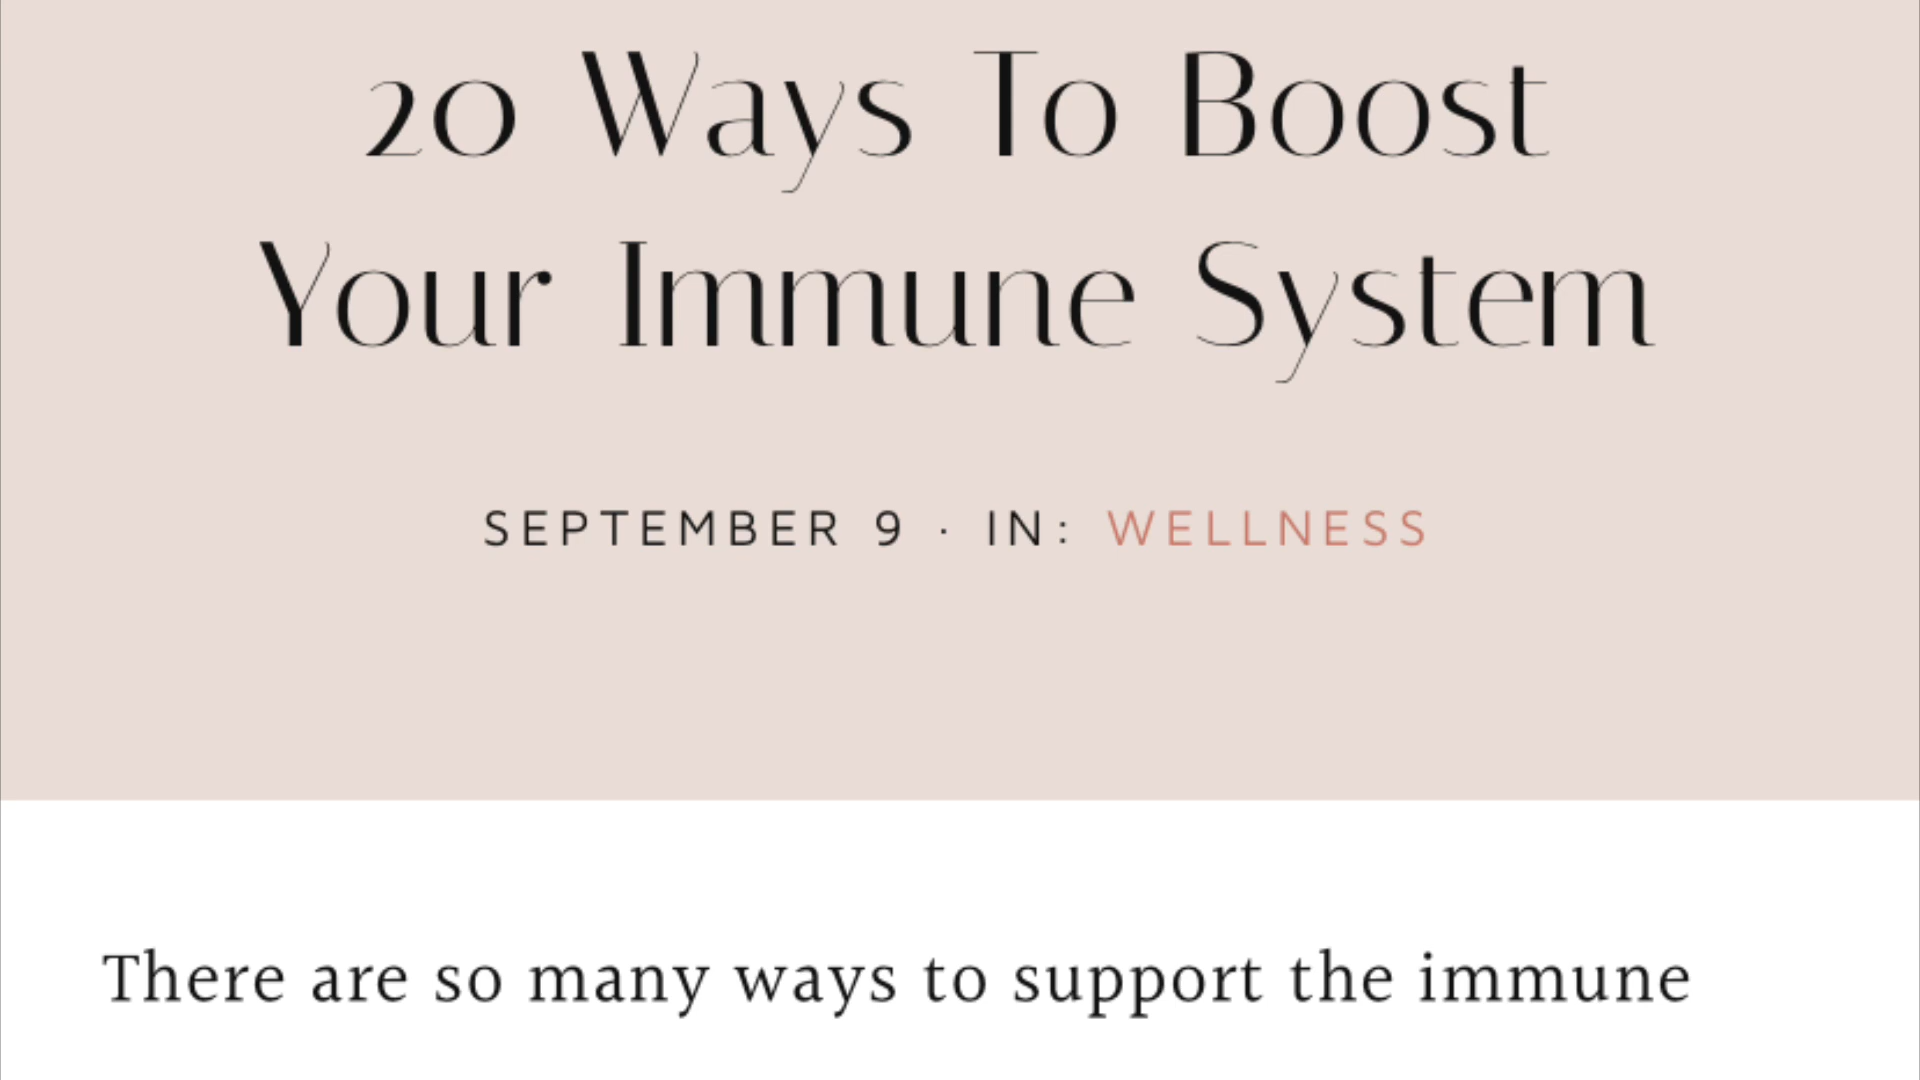 20 Ways To Boost
Your Immune System
SEPTEMBER 9 · IN: WELLNESS
There are so many ways to support the immune